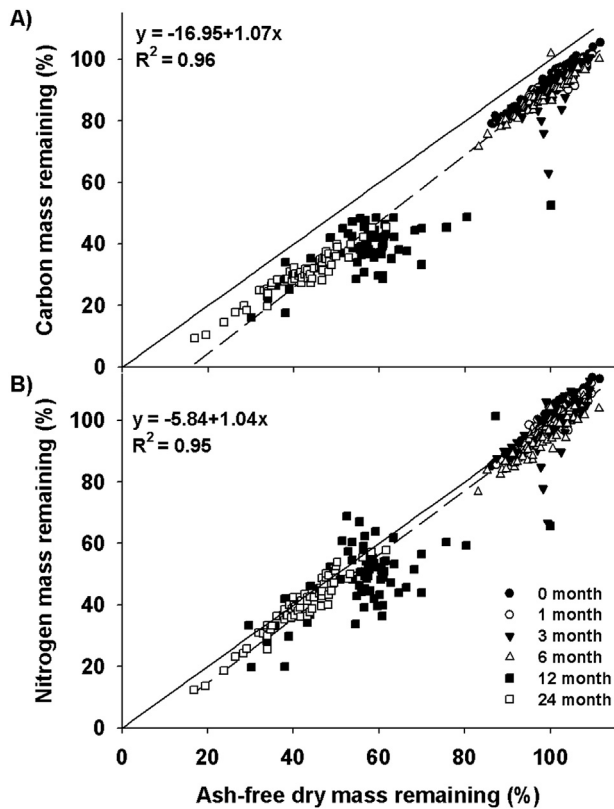 A)
y = -16.95+1.07x
R2 = 0.96
100
80
60
40
20
0
Carbon mass remaining (%)
B)
y = -5.84+1.04x
R2 = 0.95
100
80
60
40
20
0
Nitrogen mass remaining (%)
0 month
1 month
3 month
6 month
12 month
24 month
0 20 40 60 80 100
Ash-free dry mass remaining (%)